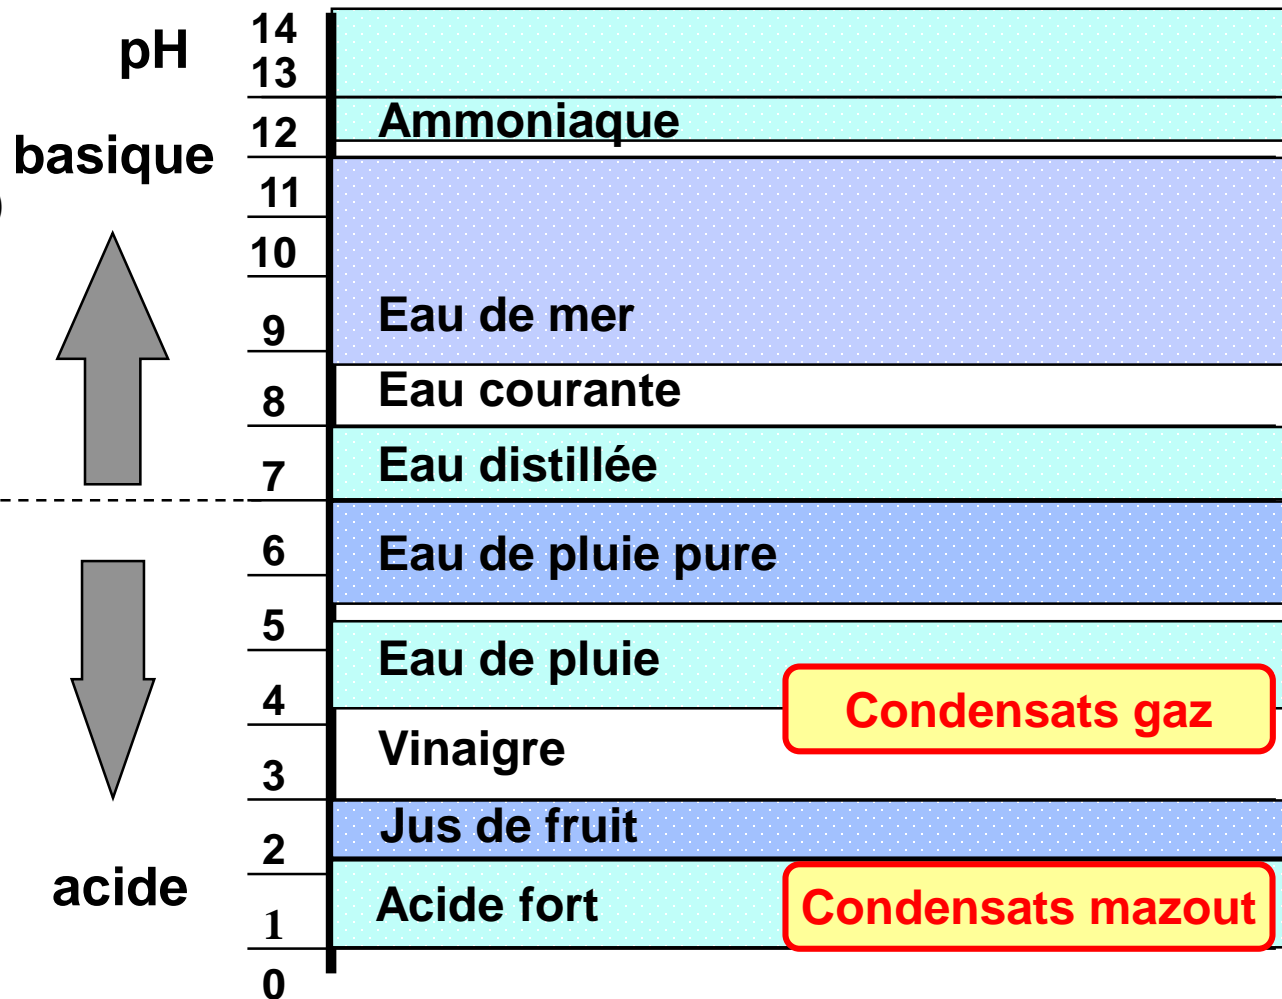 pH
basique
)
acide
14
13
12
11
10
9
8
7
6
5
4
3
2
1
0
Ammoniaque
Eau de mer
Eau courante
Eau distillée
Eau de pluie pure
Eau de pluie
Condensats gaz
Vinaigre
Jus de fruit
Acide fort
Condensats mazout